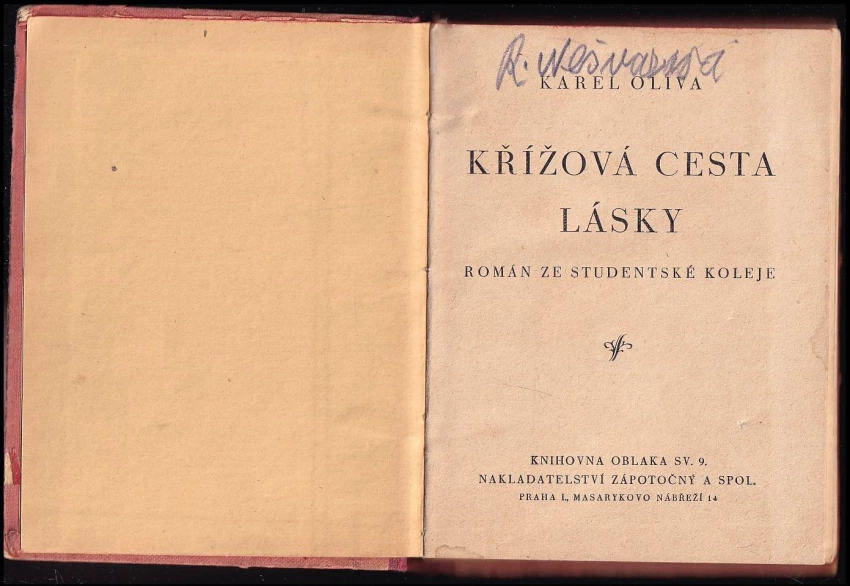 R. Nešvarná
KAREL OLIVA
KŘÍŽOVÁ CESTA
LÁSKY
ROMÁN ZE STUDENTSKÉ KOLEJE
KNIHOVNA OBLAKA SV. 9.
NAKLADATELSTVÍ ZÁPOTOČNÝ A SPOL.
PRAHA I., MASARYKOVO NÁBŘEŽÍ 14